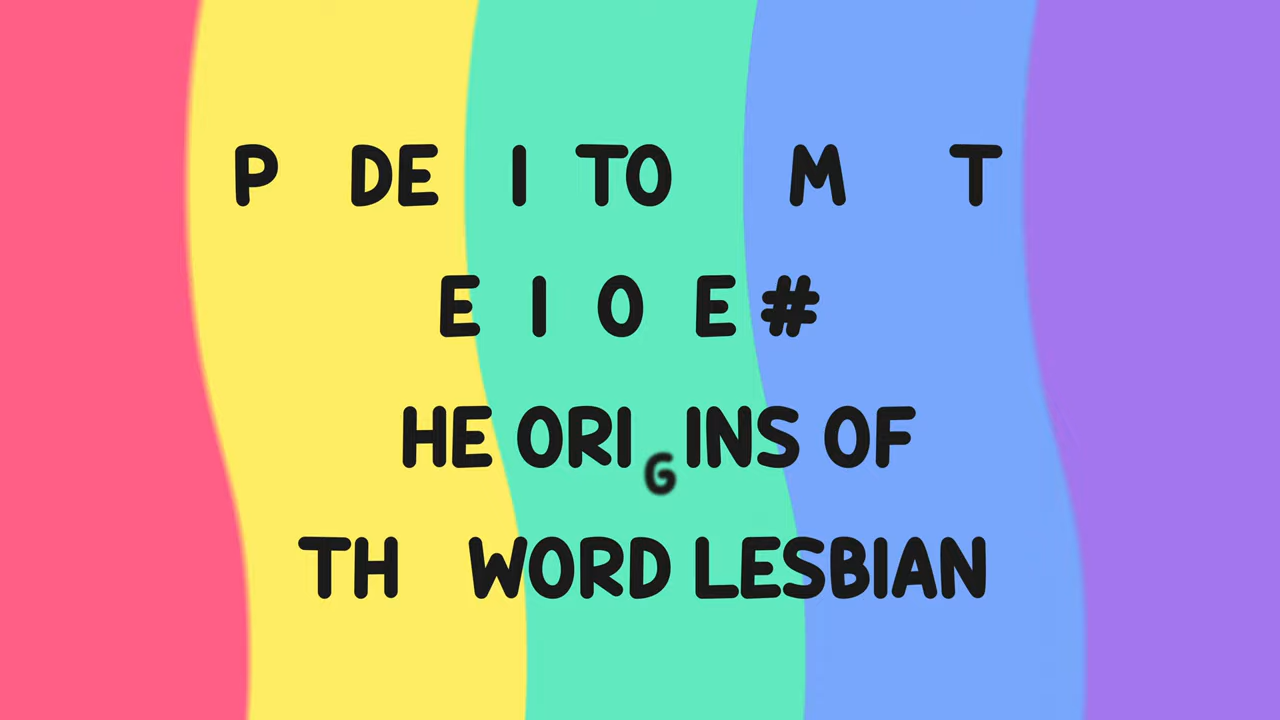 P DE I TO M T
E I O E #
HE ORIGINS OF
TH WORD LESBIAN